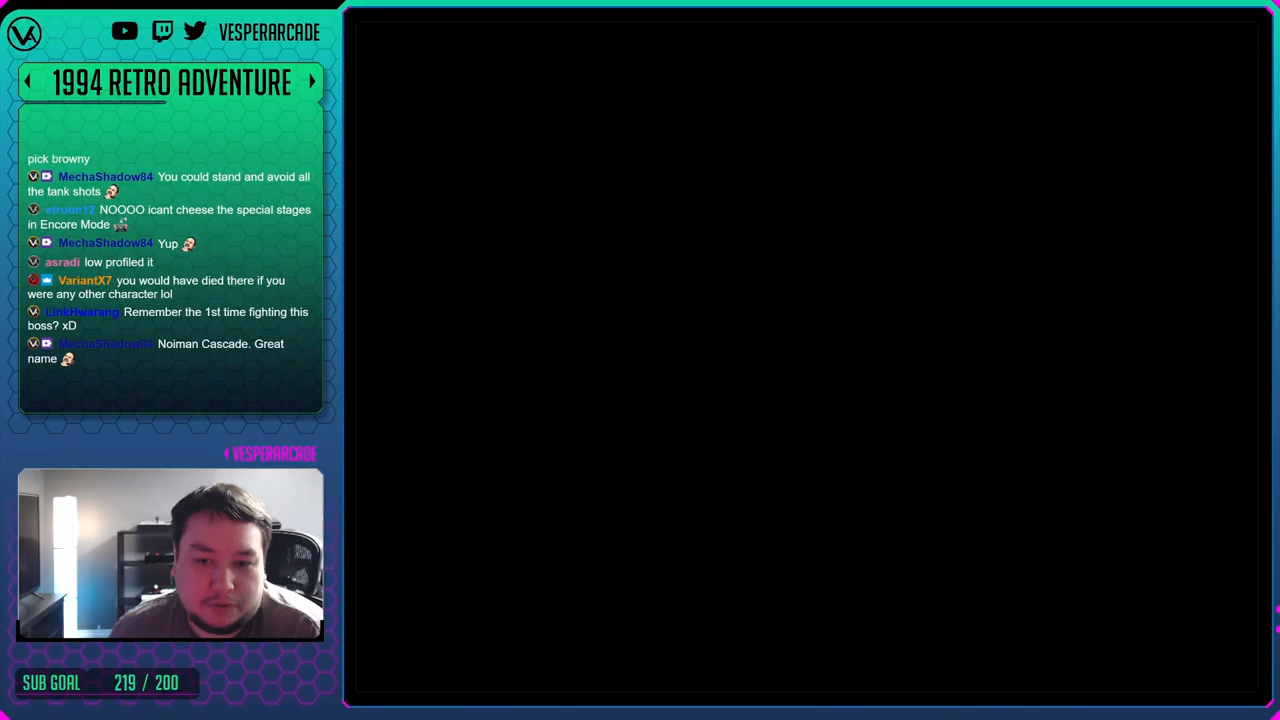 VESPERARCADE
1994 RETRO ADVENTURE
pick browny
MechaShadow84 You could stand and avoid all
the tank shots
etrotm12 NOOOO icant cheese the special stages
in Encore Mode
MechaShadow84 Yup
asradi low profiled it
VariantX7 you would have died there if you
were any other character lol
LinkHwarang Remember the 1st time fighting this
boss? xD
MechaShadow84 Noiman Cascade. Great
name
VESPERARCADE
SUB GOAL 219 / 200